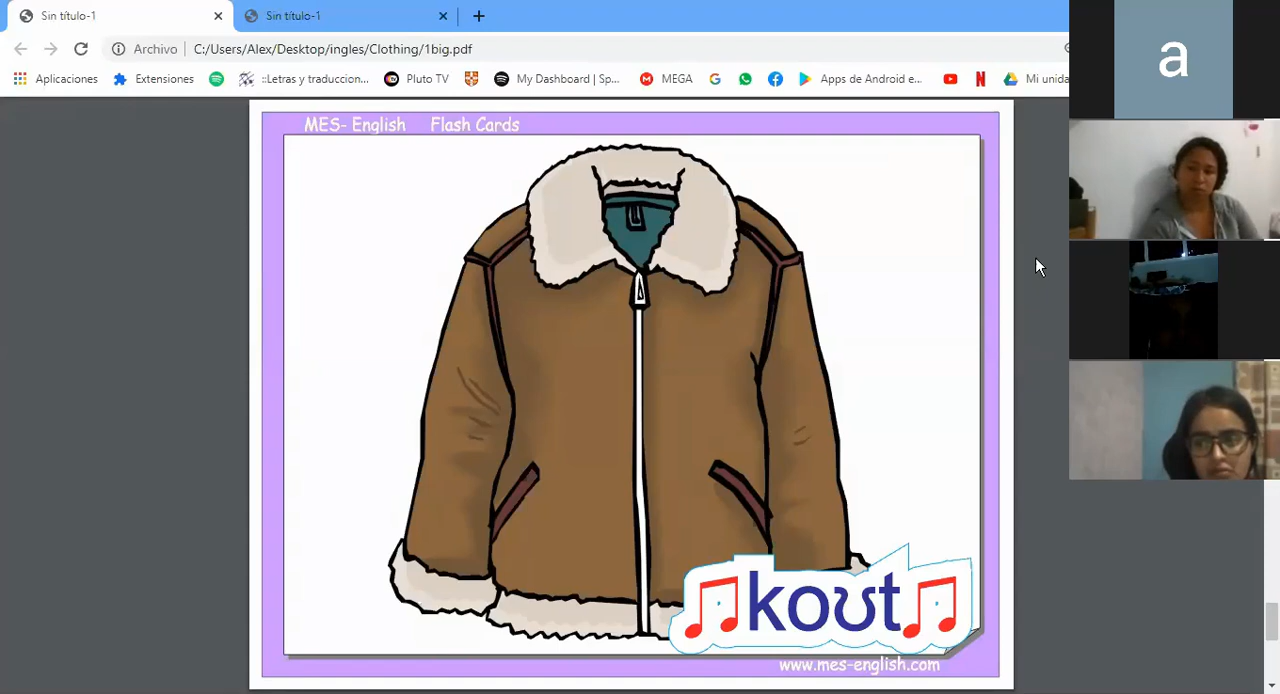 Sin título-1
Sin título-1
Archivo C:/Users/Alex/Desktop/ingles/Clothing/1big.pdf
Aplicaciones Extensiones ::Letras y traduccion... Pluto TV My Dashboard | Sp... MEGA Apps de Android e... Mi unida
a
MES- English Flash Cards
koʊt
www.mes-english.com